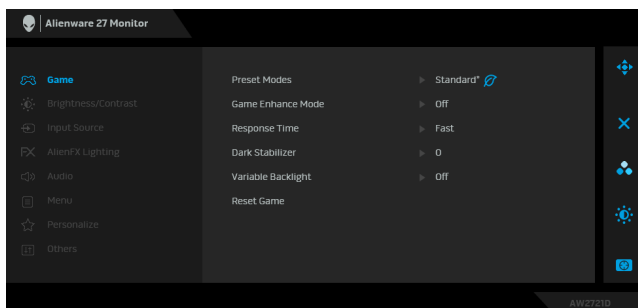 Alienware 27 Monitor
Game
Preset Modes Standard*
Brightness/Contrast
Game Enhance Mode Off
Input Source
Response Time Fast
AlienFX Lighting
Dark Stabilizer 0
Audio
Variable Backlight Off
Menu
Reset Game
Personalize
Others
AW2721D